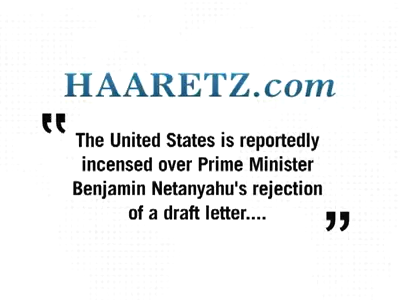 HAARETZ.com
"
The United States is reportedly
incensed over Prime Minister
Benjamin Netanyahu's rejection
of a draft letter....
"